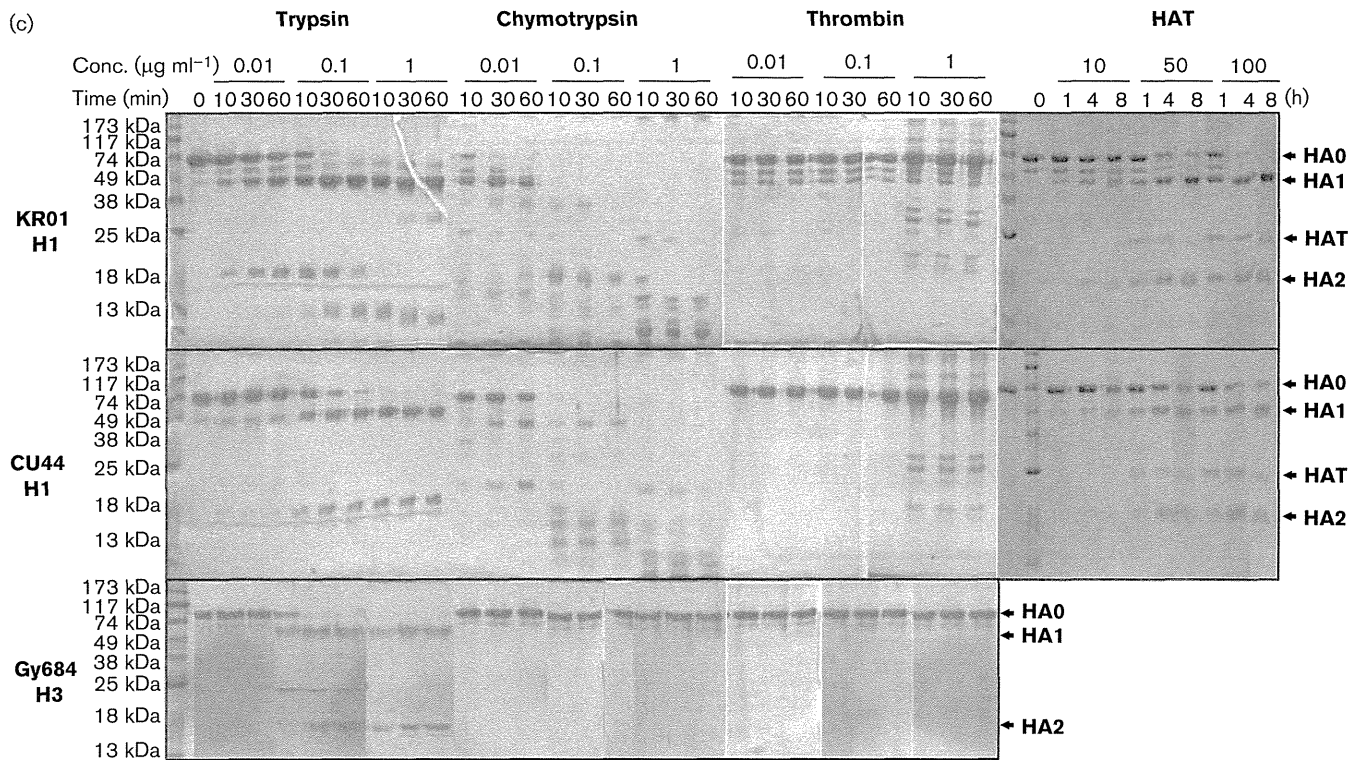 (c)
Trypsin Chymotrypsin Thrombin HAT
Conc. (μg ml⁻¹) 0.01 0.1 1 0.01 0.1 1 0.01 0.1 1 10 50 100
Time (min) 0 10 30 60 10 30 60 10 30 60 10 30 60 10 30 60 10 30 60 10 30 60 10 30 60 10 30 60 0 1 4 8 1 4 8 1 4 8 (h)
KR01
H1
173 kDa
117 kDa
74 kDa
49 kDa
38 kDa
25 kDa
18 kDa
13 kDa
HA0
HA1
HAT
HA2
CU44
H1
173 kDa
117 kDa
74 kDa
49 kDa
38 kDa
25 kDa
18 kDa
13 kDa
HA0
HA1
HAT
HA2
Gy684
H3
173 kDa
117 kDa
74 kDa
49 kDa
38 kDa
25 kDa
18 kDa
13 kDa
HA0
HA1
HA2